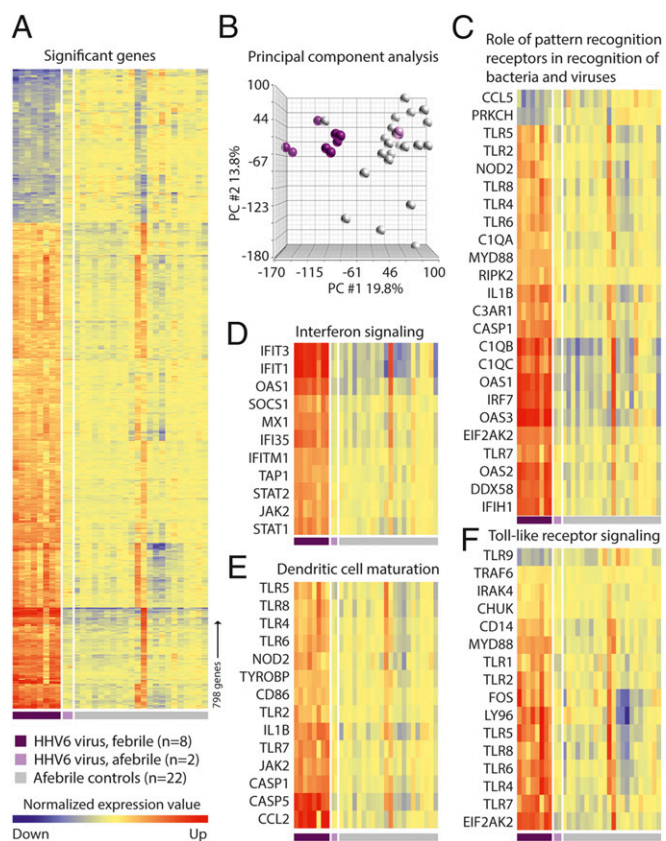 A
Significant genes
798 genes
HHV6 virus, febrile (n=8)
HHV6 virus, afebrile (n=2)
Afebrile controls (n=22)
Normalized expression value
Down
Up
B
Principal component analysis
100
44
-67
-123
-180
PC #2 13.8%
-170
-115
-61
46
100
PC #1 19.8%
C
Role of pattern recognition
receptors in recognition of
bacteria and viruses
CCL5
PRKCH
TLR5
TLR2
NOD2
TLR8
TLR4
TLR6
C1QA
MYD88
RIPK2
IL1B
C3AR1
CASP1
C1QB
C1QC
OAS1
IRF7
OAS3
EIF2AK2
TLR7
OAS2
DDX58
IFIH1
D
Interferon signaling
IFIT3
IFIT1
OAS1
SOCS1
MX1
IFI35
IFITM1
TAP1
STAT2
JAK2
STAT1
E
Dendritic cell maturation
TLR5
TLR8
TLR4
TLR6
NOD2
TYROBP
CD86
TLR2
IL1B
TLR7
JAK2
CASP1
CASP5
CCL2
F
Toll-like receptor signaling
TLR9
TRAF6
IRAK4
CHUK
CD14
MYD88
TLR1
TLR2
FOS
LY96
TLR5
TLR8
TLR6
TLR4
TLR7
EIF2AK2